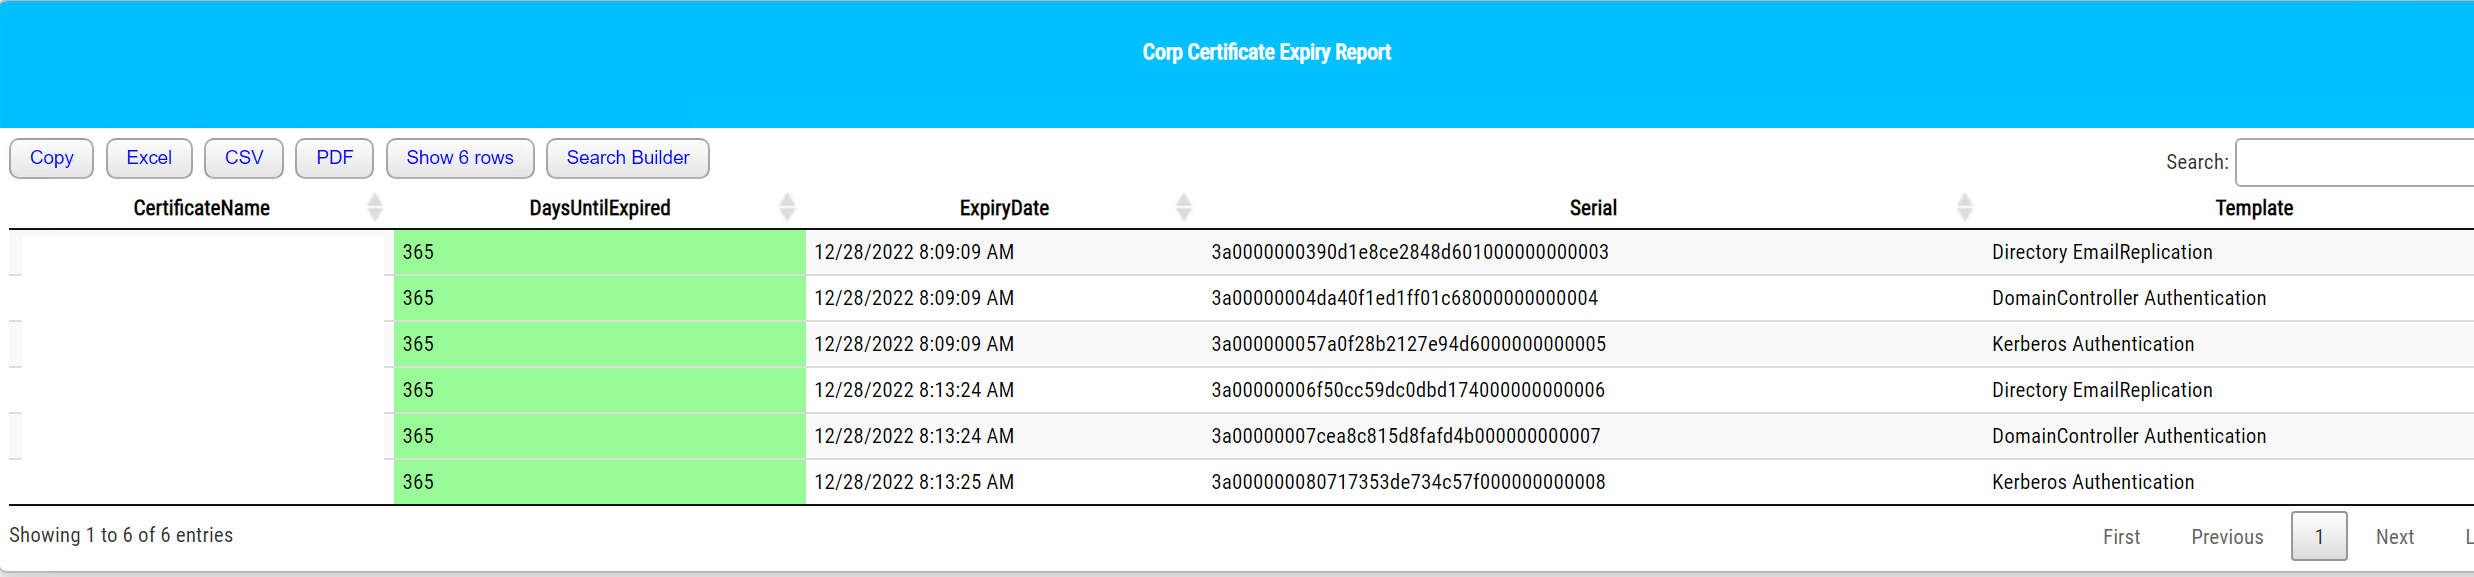 Corp Certificate Expiry Report
Copy Excel CSV PDF Show 6 rows Search Builder Search:
CertificateName DaysUntilExpired ExpiryDate Serial Template
365 12/28/2022 8:09:09 AM 3a0000000390d1e8ce2848d601000000000003 Directory EmailReplication
365 12/28/2022 8:09:09 AM 3a00000004da40f1ed1ff01c68000000000004 DomainController Authentication
365 12/28/2022 8:09:09 AM 3a000000057a0f28b2127e94d6000000000005 Kerberos Authentication
365 12/28/2022 8:13:24 AM 3a00000006f50cc59dc0dbd174000000000006 Directory EmailReplication
365 12/28/2022 8:13:24 AM 3a00000007cea8c815d8fafd4b000000000007 DomainController Authentication
365 12/28/2022 8:13:25 AM 3a000000080717353de734c57f000000000008 Kerberos Authentication
Showing 1 to 6 of 6 entries First Previous 1 Next